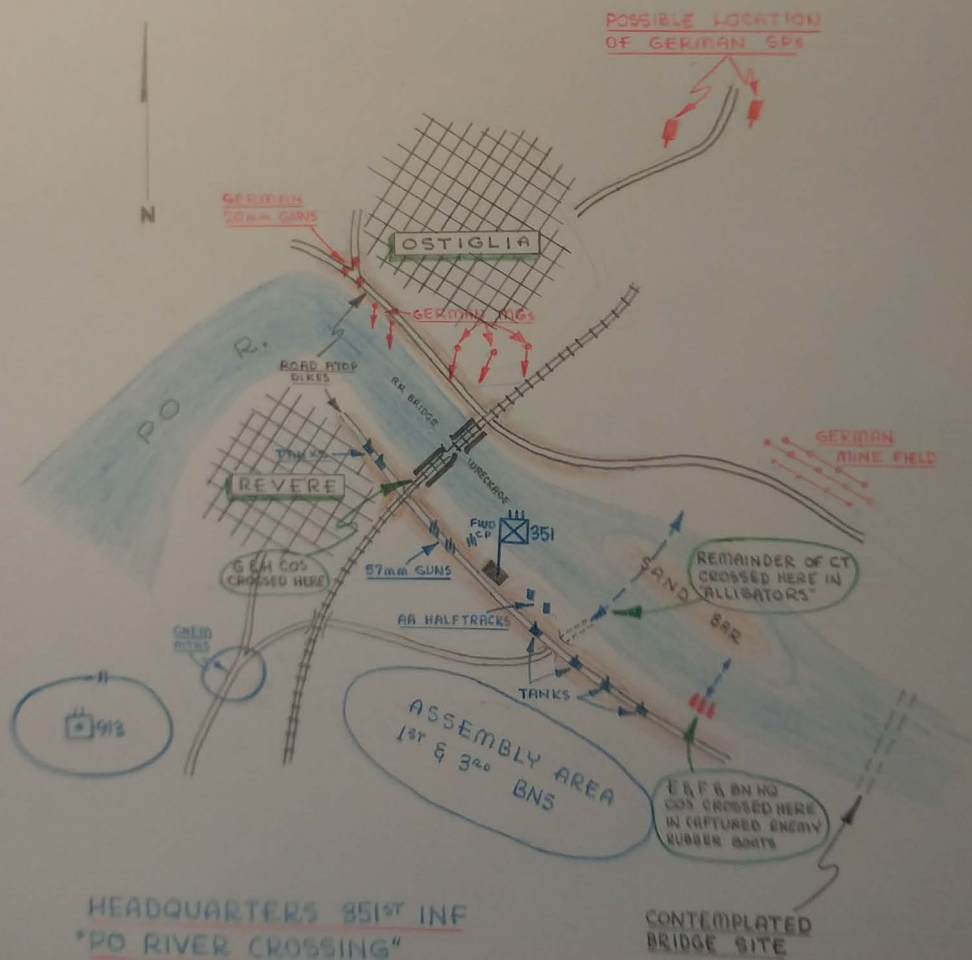 POSSIBLE LOCATION
OF GERMAN SPs
N
GERMAN
20mm GUNS
OSTIGLIA
GERMAN MGs
PO R.
ROAD ATOP
DIKES
RR BRIDGE
WRECKAGE
GERMAN
MINE FIELD
TANKS
REVERE
FWD
CP
351
57mm GUNS
G & H COS
CROSSED HERE
SAND BAR
REMAINDER OF CT
CROSSED HERE IN
"ALLIGATORS"
AA HALFTRACKS
CHEM
MTRS
TANKS
913
ASSEMBLY AREA
1ST & 3RD
BNS
E & F & BN HQ
COS CROSSED HERE
IN CAPTURED ENEMY
RUBBER BOATS
HEADQUARTERS 351ST INF
"PO RIVER CROSSING"
CONTEMPLATED
BRIDGE SITE